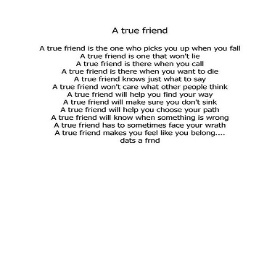 A true friend
A true friend is the one who picks you up when you fall
A true friend is one that won't lie
A true friend is there when you call
A true friend is there when you want to die
A true friend knows just what to say
A true friend won't care what other people think
A true friend will help you find your way
A true friend will make sure you don't sink
A true friend will help you choose your path
A true friend will know when something is wrong
A true friend has to sometimes face your wrath
A true friend makes you feel like you belong....
dats a frnd